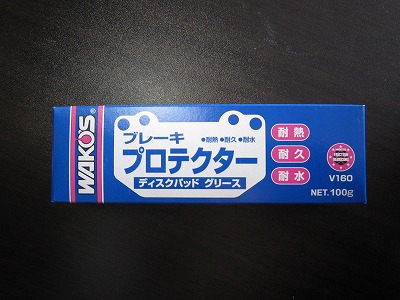 WAKO'S®
ブレーキ
●耐熱 ●耐久 ●耐水
プロテクター
ディスクパッド グリース
耐熱
耐久
耐水
V160
NET.100g